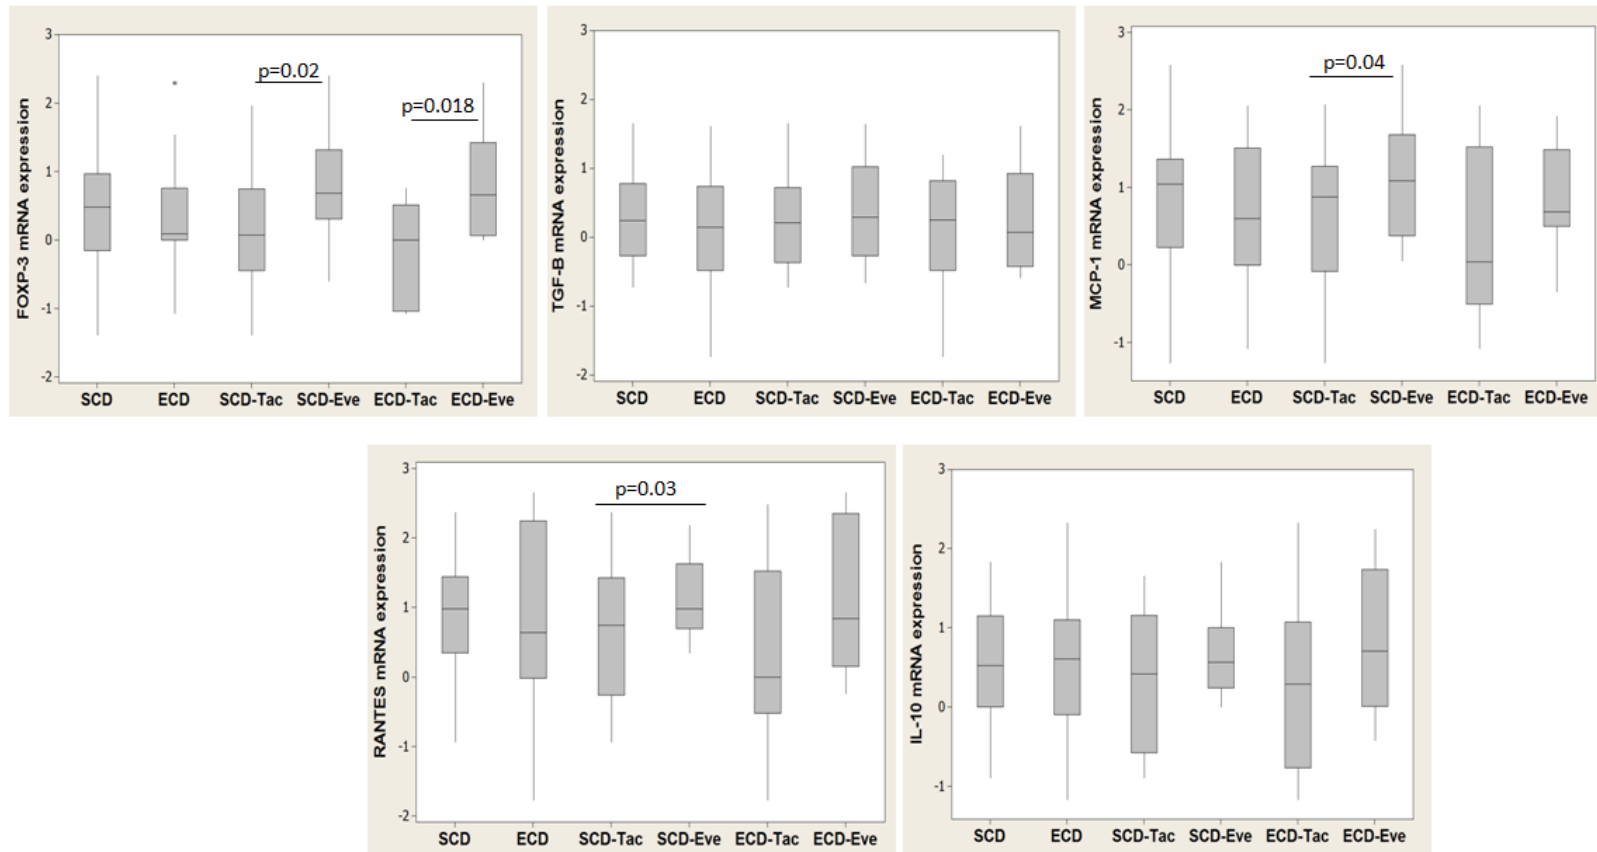 FOXP-3 mRNA expression
3
2
1
0
-1
-2
p=0.02
p=0.018
SCD ECD SCD-Tac SCD-Eve ECD-Tac ECD-Eve
TGF-B mRNA expression
3
2
1
0
-1
-2
SCD ECD SCD-Tac SCD-Eve ECD-Tac ECD-Eve
MCP-1 mRNA expression
3
2
1
0
-1
p=0.04
SCD ECD SCD-Tac SCD-Eve ECD-Tac ECD-Eve
RANTES mRNA expression
3
2
1
0
-1
-2
p=0.03
SCD ECD SCD-Tac SCD-Eve ECD-Tac ECD-Eve
IL-10 mRNA expression
3
2
1
0
-1
SCD ECD SCD-Tac SCD-Eve ECD-Tac ECD-Eve